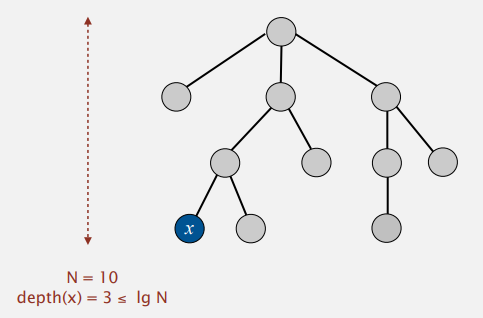 x
N = 10
depth(x) = 3 ≤ lg N